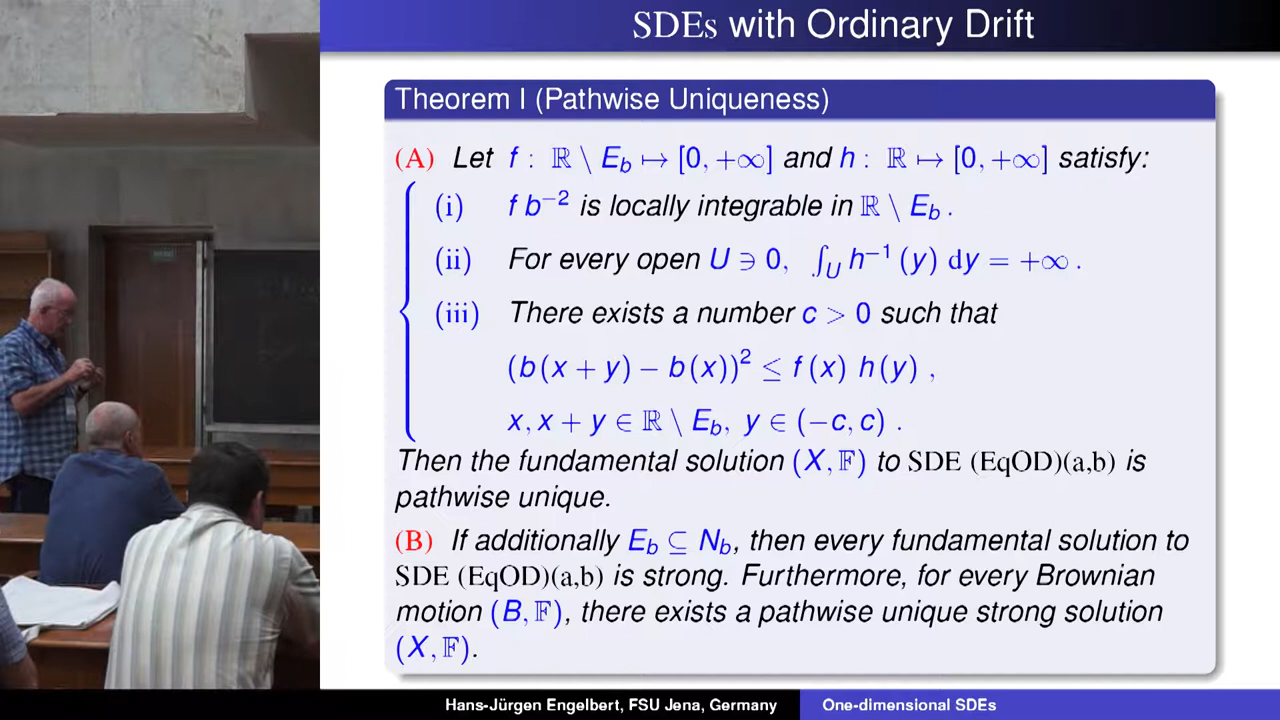 SDEs with Ordinary Drift
Theorem I (Pathwise Uniqueness)
(A) Let f : ℝ \ E_b ↦ [0, +∞] and h : ℝ ↦ [0, +∞] satisfy:
(i) f b⁻² is locally integrable in ℝ \ E_b .
(ii) For every open U ∋ 0, ∫_U h⁻¹ (y) dy = +∞ .
(iii) There exists a number c > 0 such that
(b(x + y) − b(x))² ≤ f(x) h(y) ,
x, x + y ∈ ℝ \ E_b, y ∈ (−c, c) .
Then the fundamental solution (X, 𝔽) to SDE (EqOD)(a,b) is
pathwise unique.
(B) If additionally E_b ⊆ N_b, then every fundamental solution to
SDE (EqOD)(a,b) is strong. Furthermore, for every Brownian
motion (B, 𝔽), there exists a pathwise unique strong solution
(X, 𝔽).
Hans-Jürgen Engelbert, FSU Jena, Germany One-dimensional SDEs